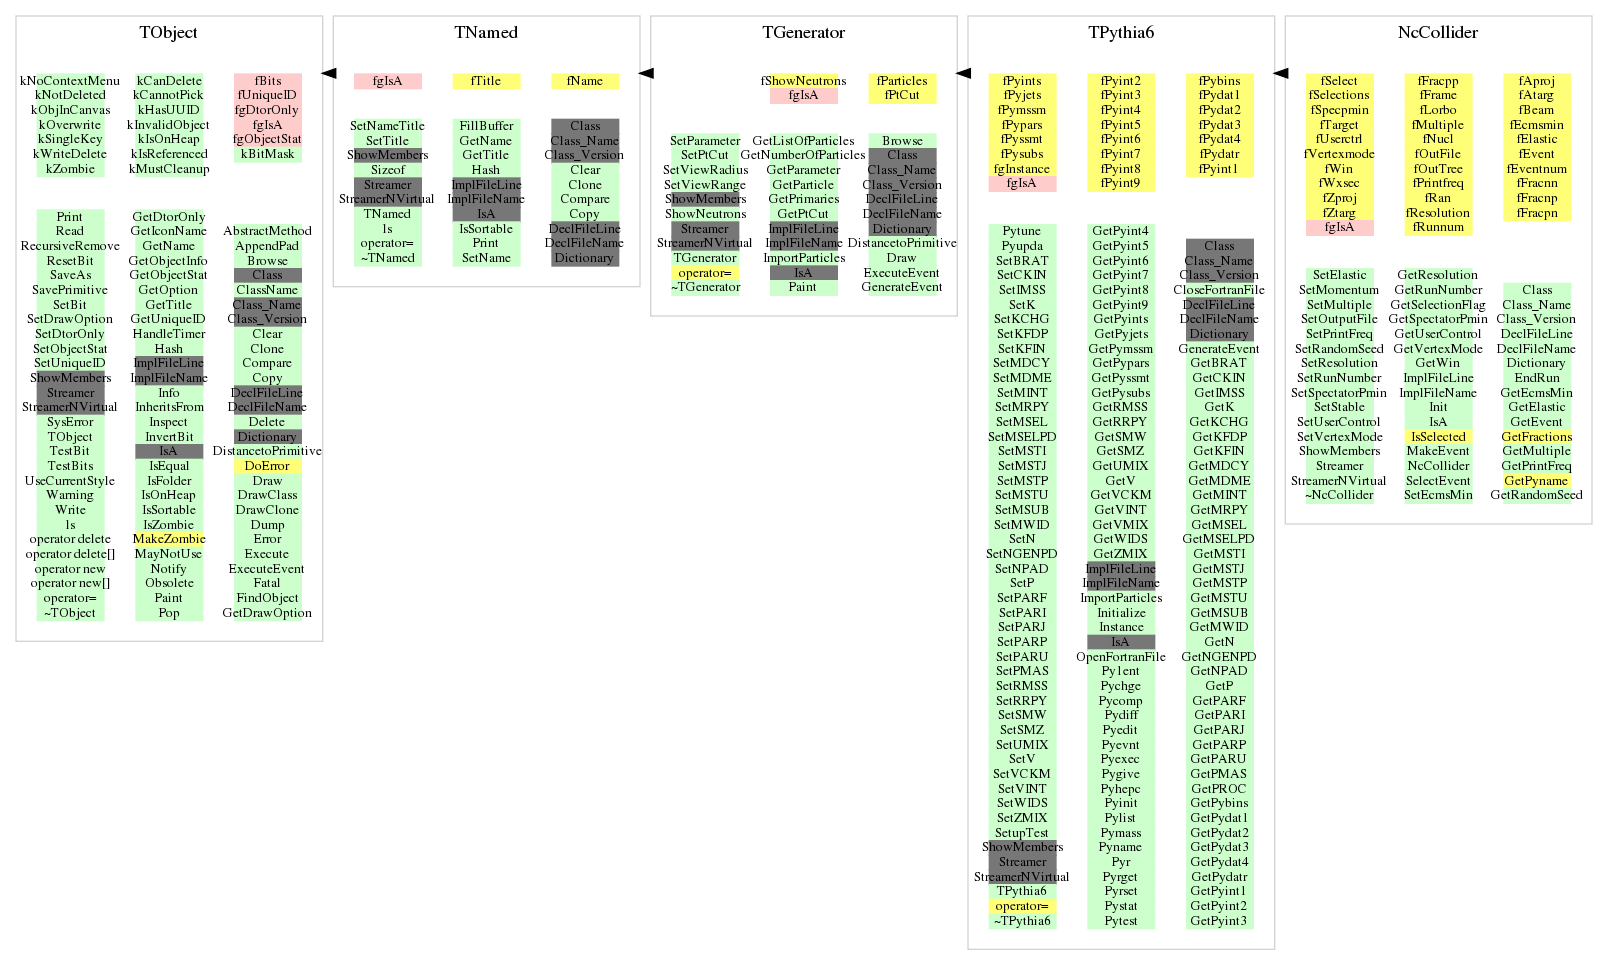 TObject
kNoContextMenu
kNotDeleted
kObjInCanvas
kOverwrite
kSingleKey
kWriteDelete
kZombie
kCanDelete
kCannotPick
kHasUUID
kInvalidObject
kIsOnHeap
kIsReferenced
kMustCleanup
fBits
fUniqueID
fgDtorOnly
fgIsA
fgObjectStat
kBitMask
Print
Read
RecursiveRemove
ResetBit
SaveAs
SavePrimitive
SetBit
SetDrawOption
SetDtorOnly
SetObjectStat
SetUniqueID
ShowMembers
Streamer
StreamerNVirtual
SysError
TObject
TestBit
TestBits
UseCurrentStyle
Warning
Write
ls
operator delete
operator delete[]
operator new
operator new[]
operator=
~TObject
GetDtorOnly
GetIconName
GetName
GetObjectInfo
GetObjectStat
GetOption
GetTitle
GetUniqueID
HandleTimer
Hash
ImplFileLine
ImplFileName
Info
InheritsFrom
Inspect
InvertBit
IsA
IsEqual
IsFolder
IsOnHeap
IsSortable
IsZombie
MakeZombie
MayNotUse
Notify
Obsolete
Paint
Pop
AbstractMethod
AppendPad
Browse
Class
ClassName
Class_Name
Class_Version
Clear
Clone
Compare
Copy
DeclFileLine
DeclFileName
Delete
Dictionary
DistancetoPrimitive
DoError
Draw
DrawClass
DrawClone
Dump
Error
Execute
ExecuteEvent
Fatal
FindObject
GetDrawOption
TNamed
fgIsA
fTitle
fName
SetNameTitle
SetTitle
ShowMembers
Sizeof
Streamer
StreamerNVirtual
TNamed
ls
operator=
~TNamed
FillBuffer
GetName
GetTitle
Hash
ImplFileLine
ImplFileName
IsA
IsSortable
Print
SetName
Class
Class_Name
Class_Version
Clear
Clone
Compare
Copy
DeclFileLine
DeclFileName
Dictionary
TGenerator
fShowNeutrons
fgIsA
fParticles
fPtCut
SetParameter
SetPtCut
SetViewRadius
SetViewRange
ShowMembers
ShowNeutrons
Streamer
StreamerNVirtual
TGenerator
operator=
~TGenerator
GetListOfParticles
GetNumberOfParticles
GetParameter
GetParticle
GetPrimaries
GetPtCut
ImplFileLine
ImplFileName
ImportParticles
IsA
Paint
Browse
Class
Class_Name
Class_Version
DeclFileLine
DeclFileName
Dictionary
DistancetoPrimitive
Draw
ExecuteEvent
GenerateEvent
TPythia6
fPyints
fPyjets
fPymssm
fPypars
fPyssmt
fPysubs
fgInstance
fgIsA
fPyint2
fPyint3
fPyint4
fPyint5
fPyint6
fPyint7
fPyint8
fPyint9
fPybins
fPydat1
fPydat2
fPydat3
fPydat4
fPydatr
fPyint1
Pytune
Pyupda
SetBRAT
SetCKIN
SetIMSS
SetK
SetKCHG
SetKFDP
SetKFIN
SetMDCY
SetMDME
SetMINT
SetMRPY
SetMSEL
SetMSELPD
SetMSTI
SetMSTJ
SetMSTP
SetMSTU
SetMSUB
SetMWID
SetN
SetNGENPD
SetNPAD
SetP
SetPARF
SetPARI
SetPARJ
SetPARP
SetPARU
SetPMAS
SetRMSS
SetRRPY
SetSMW
SetSMZ
SetUMIX
SetV
SetVCKM
SetVINT
SetWIDS
SetZMIX
SetupTest
ShowMembers
Streamer
StreamerNVirtual
TPythia6
operator=
~TPythia6
GetPyint4
GetPyint5
GetPyint6
GetPyint7
GetPyint8
GetPyint9
GetPyints
GetPyjets
GetPymssm
GetPypars
GetPyssmt
GetPysubs
GetRMSS
GetRRPY
GetSMW
GetSMZ
GetUMIX
GetV
GetVCKM
GetVINT
GetVMIX
GetWIDS
GetZMIX
ImplFileLine
ImplFileName
ImportParticles
Initialize
Instance
IsA
OpenFortranFile
Py1ent
Pychge
Pycomp
Pydiff
Pyedit
Pyevnt
Pyexec
Pygive
Pyhepc
Pyinit
Pylist
Pymass
Pyname
Pyr
Pyrget
Pyrset
Pystat
Pytest
Class
Class_Name
Class_Version
CloseFortranFile
DeclFileLine
DeclFileName
Dictionary
GenerateEvent
GetBRAT
GetCKIN
GetIMSS
GetK
GetKCHG
GetKFDP
GetKFIN
GetMDCY
GetMDME
GetMINT
GetMRPY
GetMSEL
GetMSELPD
GetMSTI
GetMSTJ
GetMSTP
GetMSTU
GetMSUB
GetMWID
GetN
GetNGENPD
GetNPAD
GetP
GetPARF
GetPARI
GetPARJ
GetPARP
GetPARU
GetPMAS
GetPROC
GetPybins
GetPydat1
GetPydat2
GetPydat3
GetPydat4
GetPydatr
GetPyint1
GetPyint2
GetPyint3
NcCollider
fSelect
fSelections
fSpecpmin
fTarget
fUserctrl
fVertexmode
fWin
fWxsec
fZproj
fZtarg
fgIsA
fFracpp
fFrame
fLorbo
fMultiple
fNucl
fOutFile
fOutTree
fPrintfreq
fRan
fResolution
fRunnum
fAproj
fAtarg
fBeam
fEcmsmin
fElastic
fEvent
fEventnum
fFracnn
fFracnp
fFracpn
SetElastic
SetMomentum
SetMultiple
SetOutputFile
SetPrintFreq
SetRandomSeed
SetResolution
SetRunNumber
SetSpectatorPmin
SetStable
SetUserControl
SetVertexMode
ShowMembers
Streamer
StreamerNVirtual
~NcCollider
GetResolution
GetRunNumber
GetSelectionFlag
GetSpectatorPmin
GetUserControl
GetVertexMode
GetWin
ImplFileLine
ImplFileName
Init
IsA
IsSelected
MakeEvent
NcCollider
SelectEvent
SetEcmsMin
Class
Class_Name
Class_Version
DeclFileLine
DeclFileName
Dictionary
EndRun
GetEcmsMin
GetElastic
GetEvent
GetFractions
GetMultiple
GetPrintFreq
GetPyname
GetRandomSeed